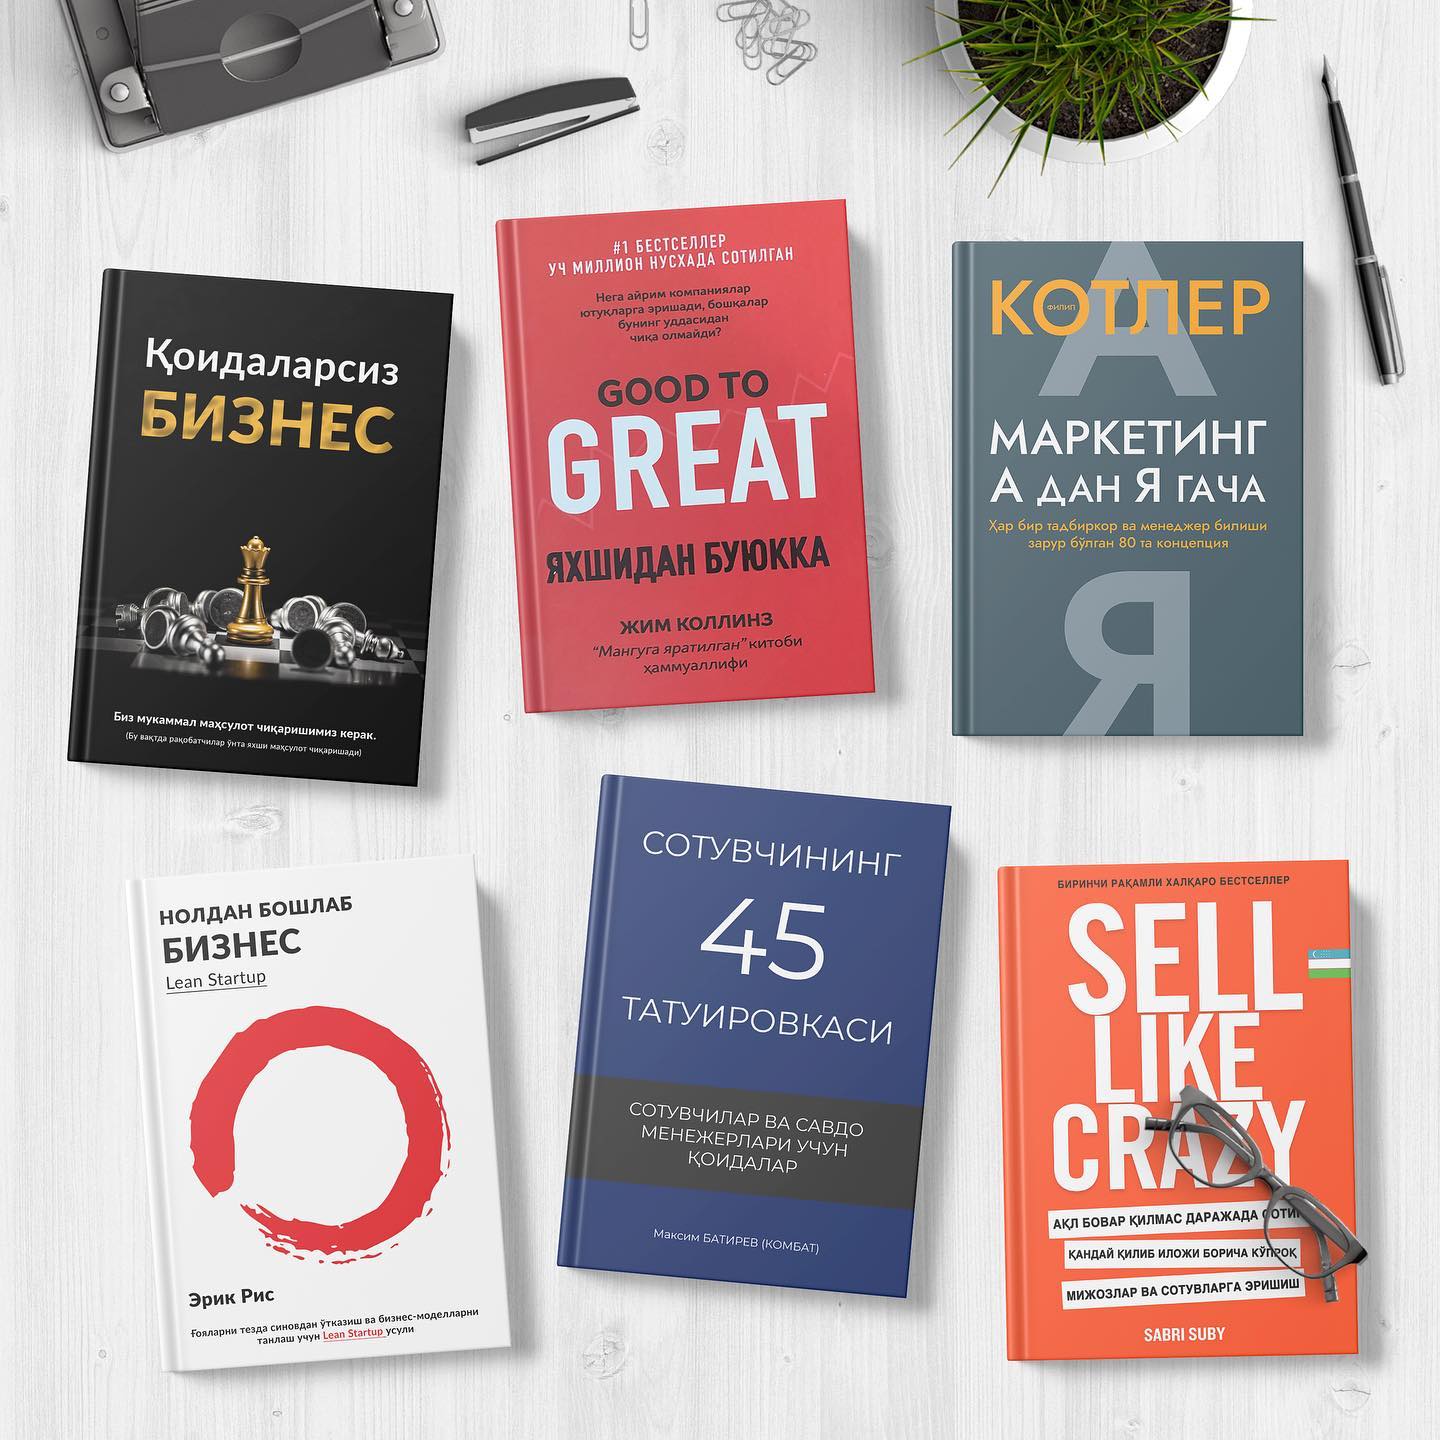 Қоидаларсиз
БИЗНЕС
Биз мукаммал маҳсулот чиқаришимиз керак.
(Бу вақтда рақобатчилар ўнта яхши маҳсулот чиқаришади)
#1 БЕСТСЕЛЛЕР
УЧ МИЛЛИОН НУСХАДА СОТИЛГАН
Нега айрим компаниялар
ютуқларга эришади, бошқалар
бунинг уддасидан
чиқа олмайди?
GOOD TO
GREAT
ЯХШИДАН БУЮККА
ЖИМ КОЛЛИНЗ
“Мангуга яратилган” китоби
ҳаммуаллифи
А
КОТЛЕР
ФИЛИП
МАРКЕТИНГ
А ДАН Я ГАЧА
Ҳар бир тадбиркор ва менеджер билиши
зарур бўлган 80 та концепция
Я
НОЛДАН БОШЛАБ
БИЗНЕС
Lean Startup
Эрик Рис
Ғояларни тезда синовдан ўтказиш ва бизнес-моделларни
танлаш учун Lean Startup усули
СОТУВЧИНИНГ
45
ТАТУИРОВКАСИ
СОТУВЧИЛАР ВА САВДО
МЕНЕЖЕРЛАРИ УЧУН
ҚОИДАЛАР
Максим БАТИРЕВ (КОМБАТ)
БИРИНЧИ РАҚАМЛИ ХАЛҚАРО БЕСТСЕЛЛЕР
SELL
LIKE
CRAZY
АҚЛ БОВАР ҚИЛМАС ДАРАЖАДА
ҚАНДАЙ ҚИЛИБ ИЛОЖИ БОРИЧА КЎПРОҚ
МИЖОЗЛАР ВА СОТУВЛАРГА ЭРИШИШ
SABRI SUBY